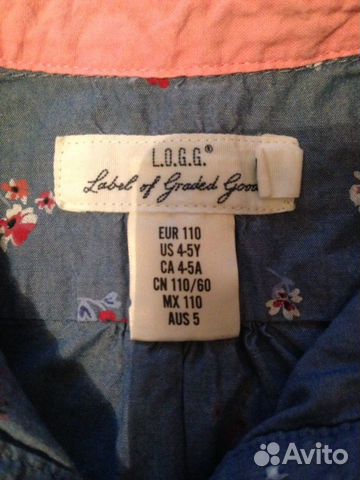 L.O.G.G.®
Label of Graded Good
EUR 110
US 4-5Y
CA 4-5A
CN 110/60
MX 110
AUS 5
Avito